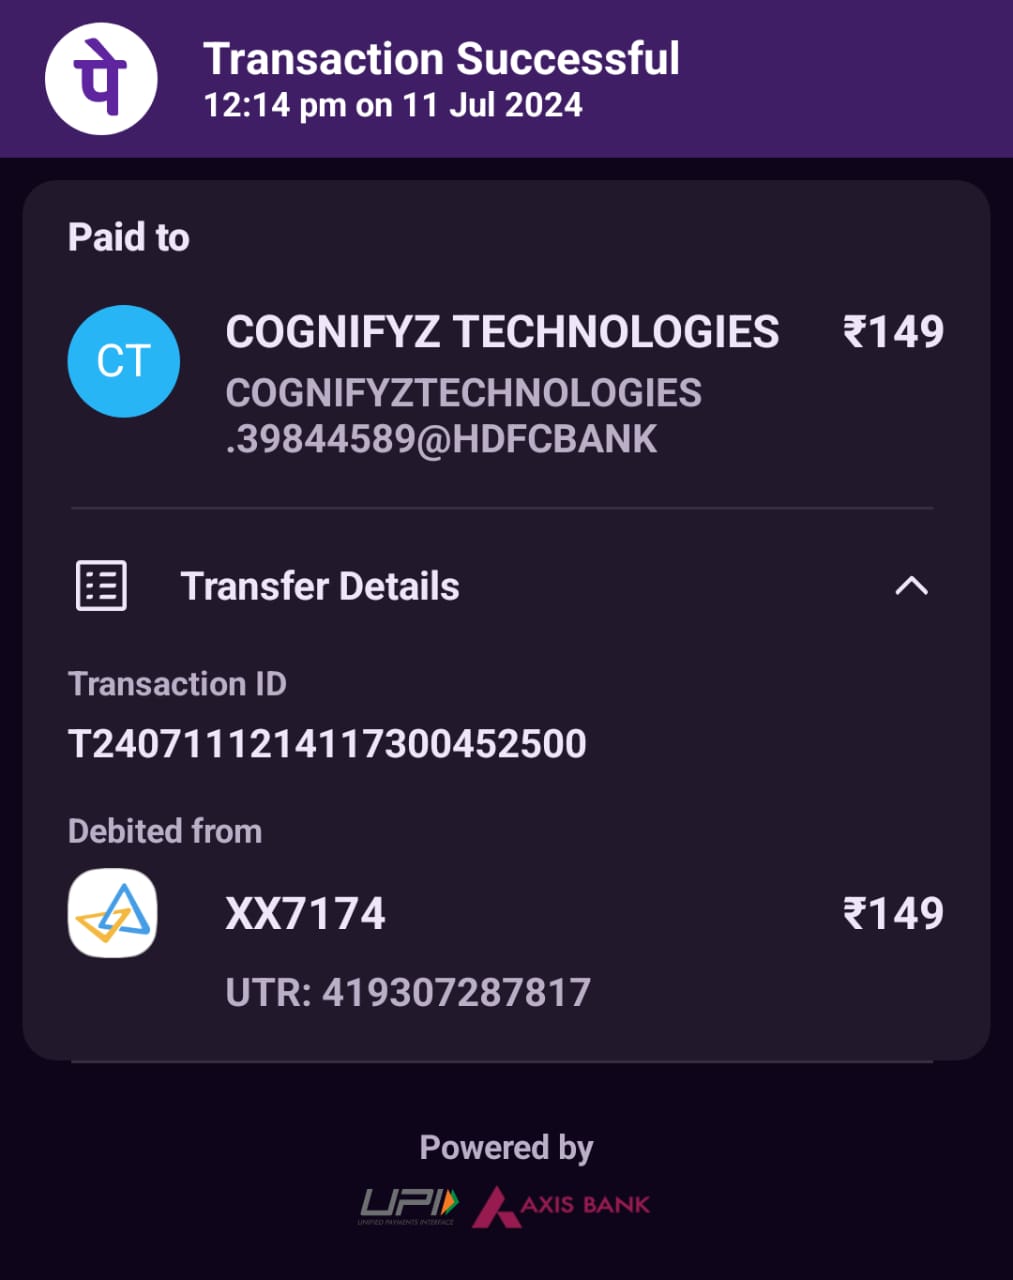 पे
Transaction Successful
12:14 pm on 11 Jul 2024
Paid to
CT
COGNIFYZ TECHNOLOGIES ₹149
COGNIFYZTECHNOLOGIES
.39844589@HDFCBANK
Transfer Details
Transaction ID
T2407111214117300452500
Debited from
XX7174 ₹149
UTR: 419307287817
Powered by
UPI AXIS BANK
UNIFIED PAYMENTS INTERFACE